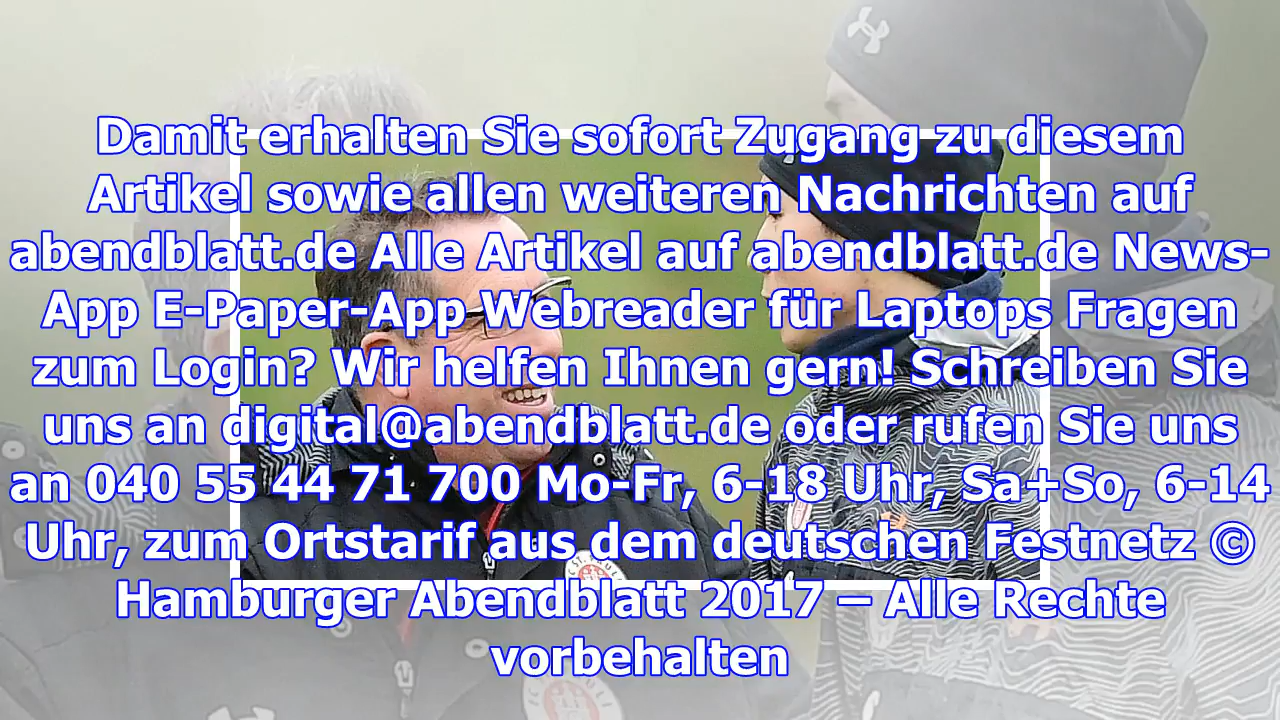 Damit erhalten Sie sofort Zugang zu diesem
Artikel sowie allen weiteren Nachrichten auf
abendblatt.de Alle Artikel auf abendblatt.de News-
App E-Paper-App Webreader für Laptops Fragen
zum Login? Wir helfen Ihnen gern! Schreiben Sie
uns an digital@abendblatt.de oder rufen Sie uns
an 040 55 44 71 700 Mo-Fr, 6-18 Uhr, Sa+So, 6-14
Uhr, zum Ortstarif aus dem deutschen Festnetz ©
Hamburger Abendblatt 2017 – Alle Rechte
vorbehalten